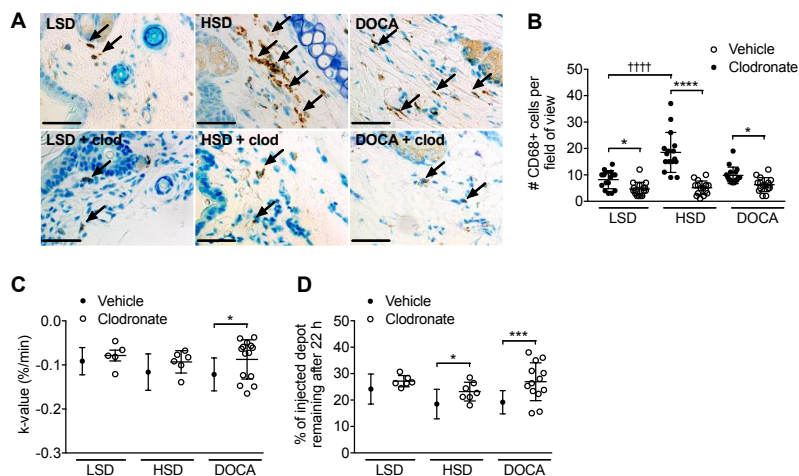 A
LSD
HSD
DOCA
LSD + clod
HSD + clod
DOCA + clod
B
Vehicle
Clodronate
††††
****
*
*
# CD68+ cells per
field of view
50
40
30
20
10
0
LSD
HSD
DOCA
C
Vehicle
Clodronate
*
k-value (%/min)
0.0
-0.1
-0.2
-0.3
LSD
HSD
DOCA
D
Vehicle
Clodronate
*
***
% of injected depot
remaining after 22 h
50
40
30
20
10
0
LSD
HSD
DOCA